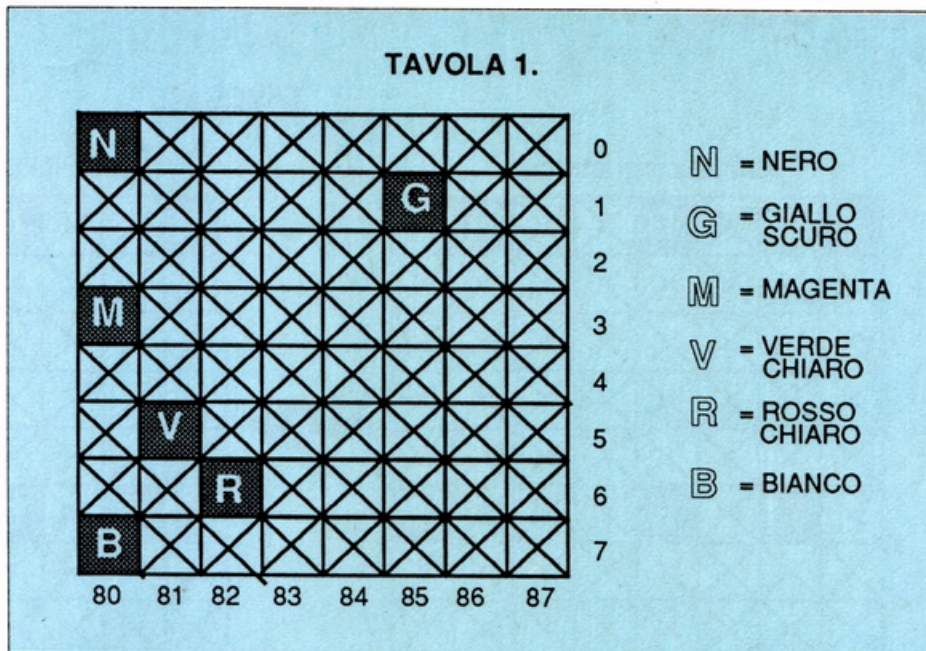 TAVOLA 1.
N 0
G 1
2
M 3
4
V 5
R 6
B 7
80 81 82 83 84 85 86 87
N = NERO
G = GIALLO
SCURO
M = MAGENTA
V = VERDE
CHIARO
R = ROSSO
CHIARO
B = BIANCO